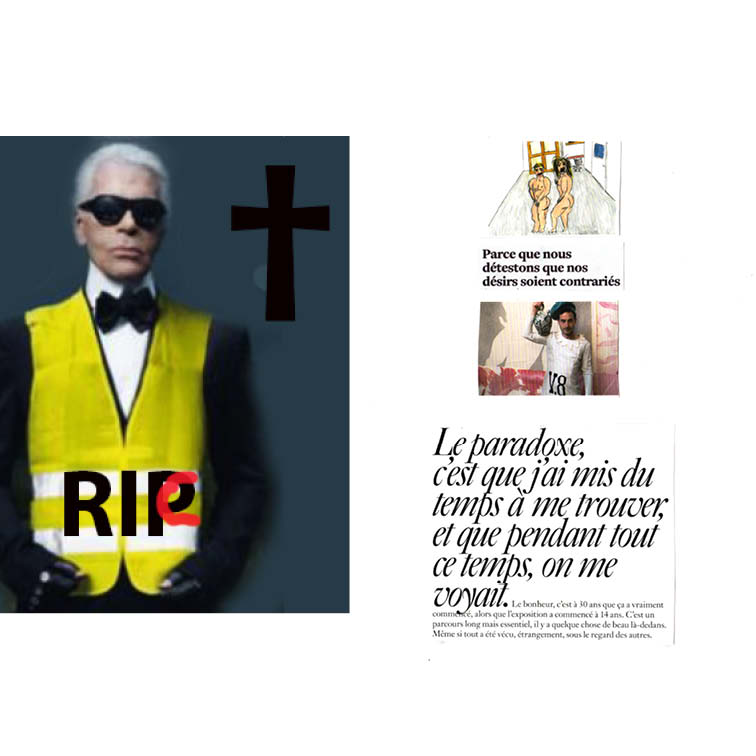 RIP
C
Parce que nous
détestons que nos
désirs soient contrariés
V.8
Le paradoxe,
c'est que j'ai mis du
temps à me trouver,
et que pendant tout
ce temps, on me
voyait. Le bonheur, c'est à 30 ans que ça a vraiment
commencé, alors que l'exposition a commencé à 14 ans. C'est un
parcours long mais essentiel, il y a quelque chose de beau là-dedans.
Même si tout a été vécu, étrangement, sous le regard des autres.